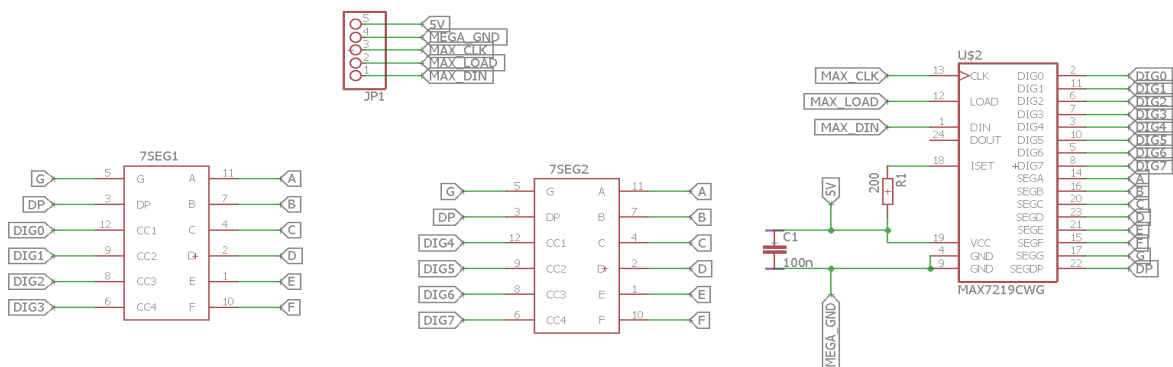 5 5V
4 MEGA_GND
3 MAX_CLK
2 MAX_LOAD
1 MAX_DIN
JP1
7SEG1
G 5 G A 11 A
DP 3 DP B 7 B
DIG0 12 CC1 C 4 C
DIG1 9 CC2 D 2 D
DIG2 8 CC3 E 1 E
DIG3 6 CC4 F 10 F
7SEG2
G 5 G A 11 A
DP 3 DP B 7 B
DIG4 12 CC1 C 4 C
DIG5 9 CC2 D 2 D
DIG6 8 CC3 E 1 E
DIG7 6 CC4 F 10 F
U$2
MAX_CLK 13 CLK DIG0 2 DIG0
DIG1 11 DIG1
MAX_LOAD 12 LOAD DIG2 6 DIG2
DIG3 7 DIG3
MAX_DIN 1 DIN DIG4 3 DIG4
24 DOUT DIG5 10 DIG5
DIG6 5 DIG6
18 ISET DIG7 8 DIG7
SEGA 14 A
SEGB 16 B
SEGC 20 C
SEGD 23 D
SEGE 21 E
19 VCC SEGF 15 F
4 GND SEGG 17 G
9 GND SEGDP 22 DP
MAX7219CWG
200
R1
5V
C1
100n
MEGA_GND